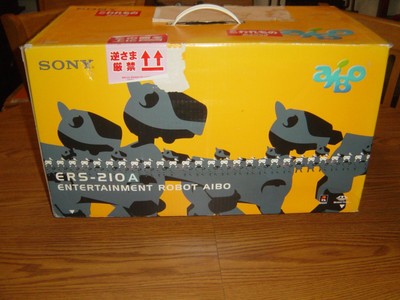 SONY
逆さま
厳禁
aiBo
ERS-210A
ENTERTAINMENT ROBOT AIBO